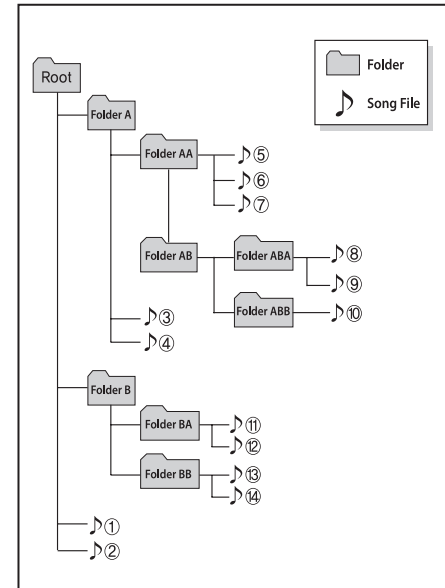 Root
Folder
Song File
Folder A
Folder AA
⑤
⑥
⑦
Folder AB
Folder ABA
⑧
⑨
Folder ABB
⑩
③
④
Folder B
Folder BA
⑪
⑫
Folder BB
⑬
⑭
①
②